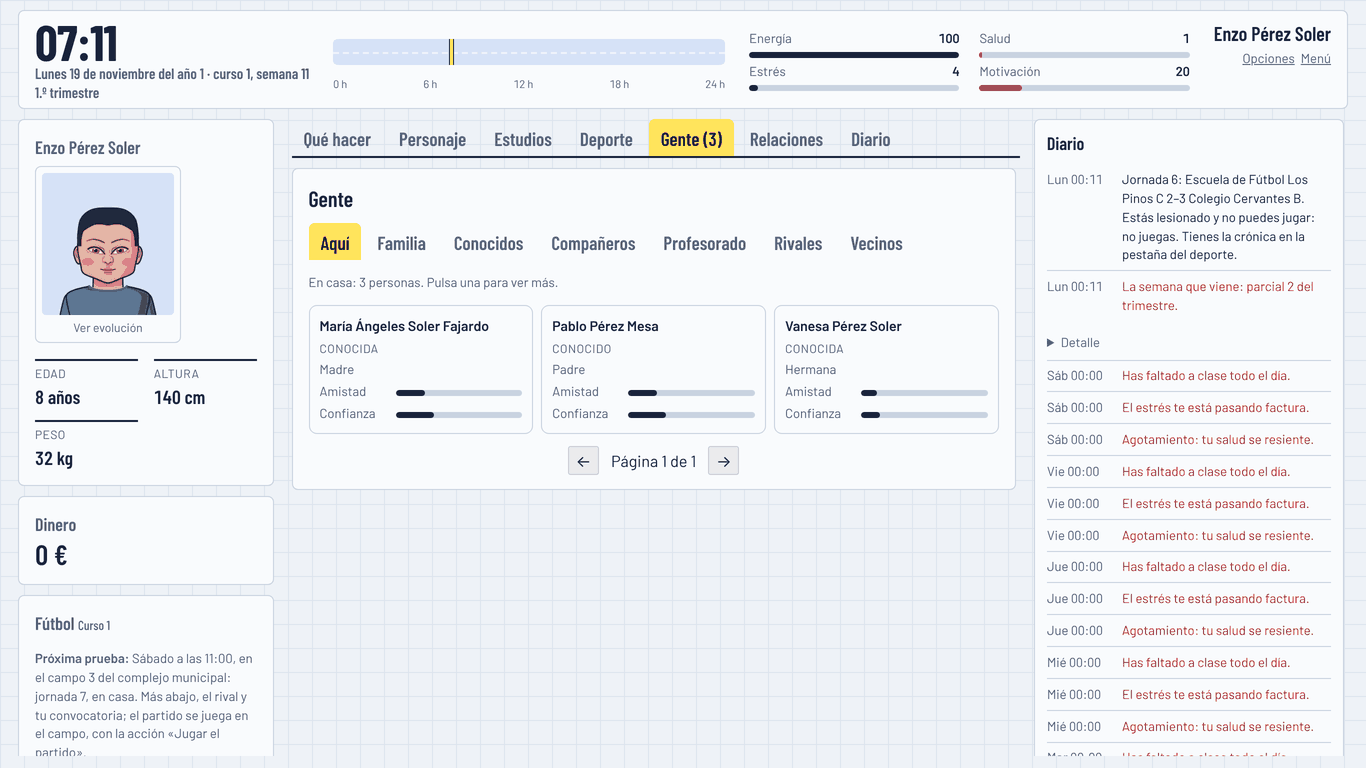 07:11
Lunes 19 de noviembre del año 1 · curso 1, semana 11
1.º trimestre
0 h
6 h
12 h
18 h
24 h
Energía 100
Estrés 4
Salud 1
Motivación 20
Enzo Pérez Soler
Opciones Menú
Enzo Pérez Soler
Ver evolución
EDAD
8 años
ALTURA
140 cm
PESO
32 kg
Dinero
0 €
Fútbol Curso 1
Próxima prueba: Sábado a las 11:00, en
el campo 3 del complejo municipal:
jornada 7, en casa. Más abajo, el rival y
tu convocatoria; el partido se juega en
el campo, con la acción «Jugar el
partido».
Qué hacer
Personaje
Estudios
Deporte
Gente (3)
Relaciones
Diario
Gente
Aquí
Familia
Conocidos
Compañeros
Profesorado
Rivales
Vecinos
En casa: 3 personas. Pulsa una para ver más.
María Ángeles Soler Fajardo
CONOCIDA
Madre
Amistad
Confianza
Pablo Pérez Mesa
CONOCIDO
Padre
Amistad
Confianza
Vanesa Pérez Soler
CONOCIDA
Hermana
Amistad
Confianza
← Página 1 de 1 →
Diario
Lun 00:11 Jornada 6: Escuela de Fútbol Los
Pinos C 2–3 Colegio Cervantes B.
Estás lesionado y no puedes jugar:
no juegas. Tienes la crónica en la
pestaña del deporte.
Lun 00:11 La semana que viene: parcial 2 del
trimestre.
▶ Detalle
Sáb 00:00 Has faltado a clase todo el día.
Sáb 00:00 El estrés te está pasando factura.
Sáb 00:00 Agotamiento: tu salud se resiente.
Vie 00:00 Has faltado a clase todo el día.
Vie 00:00 El estrés te está pasando factura.
Vie 00:00 Agotamiento: tu salud se resiente.
Jue 00:00 Has faltado a clase todo el día.
Jue 00:00 El estrés te está pasando factura.
Jue 00:00 Agotamiento: tu salud se resiente.
Mié 00:00 Has faltado a clase todo el día.
Mié 00:00 El estrés te está pasando factura.
Mié 00:00 Agotamiento: tu salud se resiente.
Mar 00:00 Has faltado a clase todo el día.